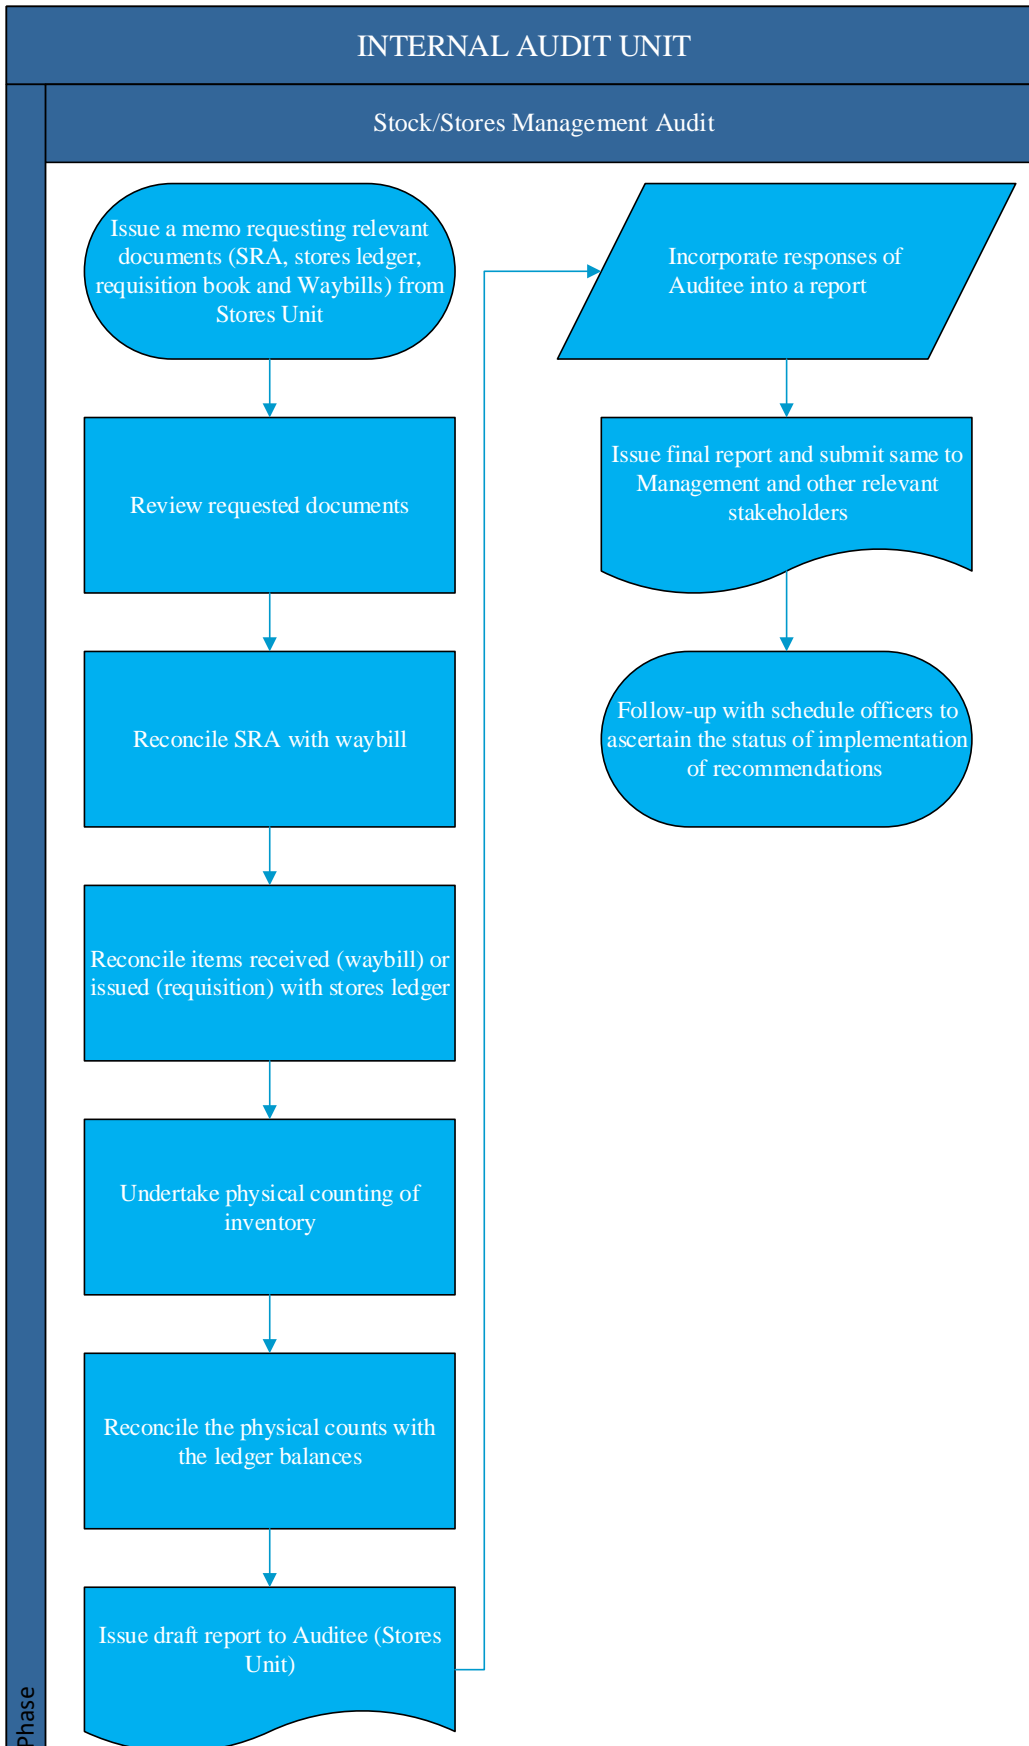 INTERNAL AUDIT UNIT
Stock/Stores Management Audit
Issue a memo requesting relevant
documents (SRA, stores ledger,
requisition book and Waybills) from
Stores Unit
Review requested documents
Reconcile SRA with waybill
Reconcile items received (waybill) or
issued (requisition) with stores ledger
Undertake physical counting of
inventory
Reconcile the physical counts with
the ledger balances
Issue draft report to Auditee (Stores
Unit)
Incorporate responses of
Auditee into a report
Issue final report and submit same to
Management and other relevant
stakeholders
Follow-up with schedule officers to
ascertain the status of implementation
of recommendations
Phase